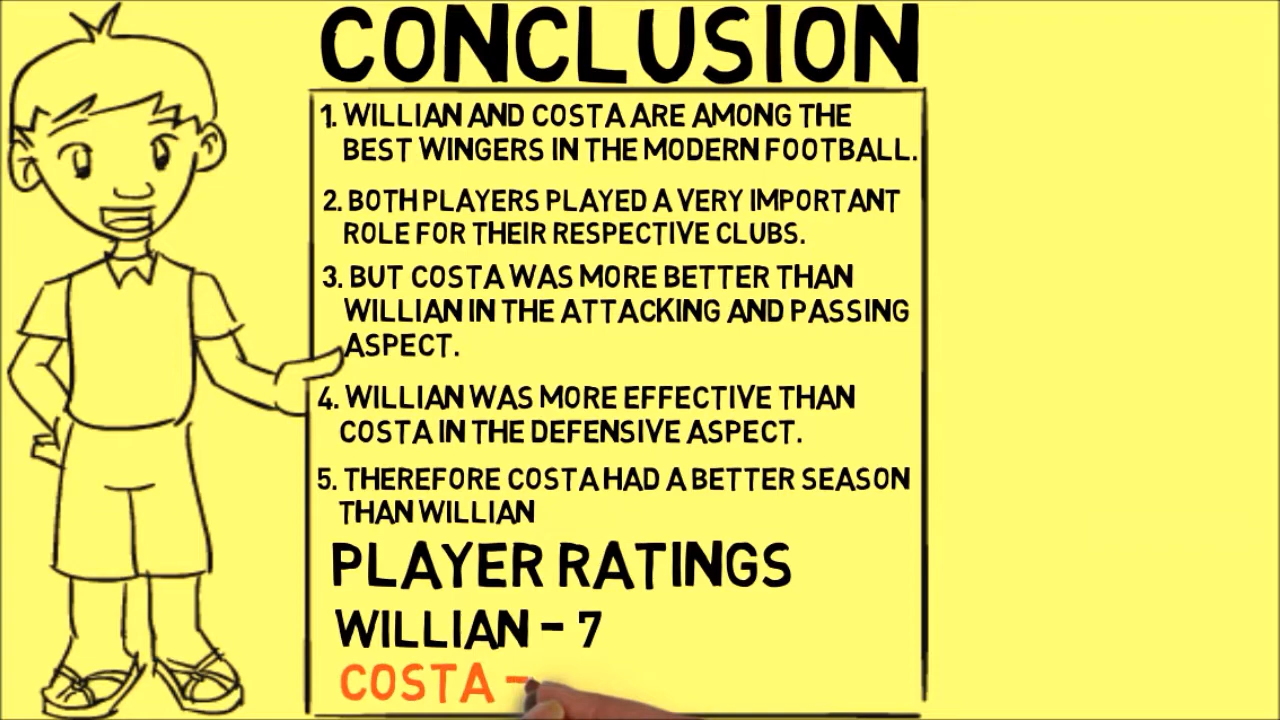 CONCLUSION
1. WILLIAN AND COSTA ARE AMONG THE
BEST WINGERS IN THE MODERN FOOTBALL.
2. BOTH PLAYERS PLAYED A VERY IMPORTANT
ROLE FOR THEIR RESPECTIVE CLUBS.
3. BUT COSTA WAS MORE BETTER THAN
WILLIAN IN THE ATTACKING AND PASSING
ASPECT.
4. WILLIAN WAS MORE EFFECTIVE THAN
COSTA IN THE DEFENSIVE ASPECT.
5. THEREFORE COSTA HAD A BETTER SEASON
THAN WILLIAN
PLAYER RATINGS
WILLIAN - 7
COSTA -